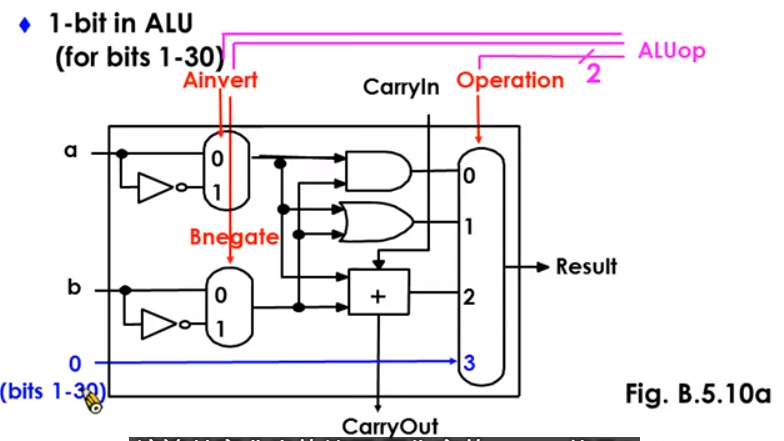 ♦ 1-bit in ALU
(for bits 1-30)
ALUop
2
Ainvert
CarryIn
Operation
a
0
1
0
1
Bnegate
b
0
1
+
2
Result
0
3
(bits 1-30)
Fig. B.5.10a
CarryOut